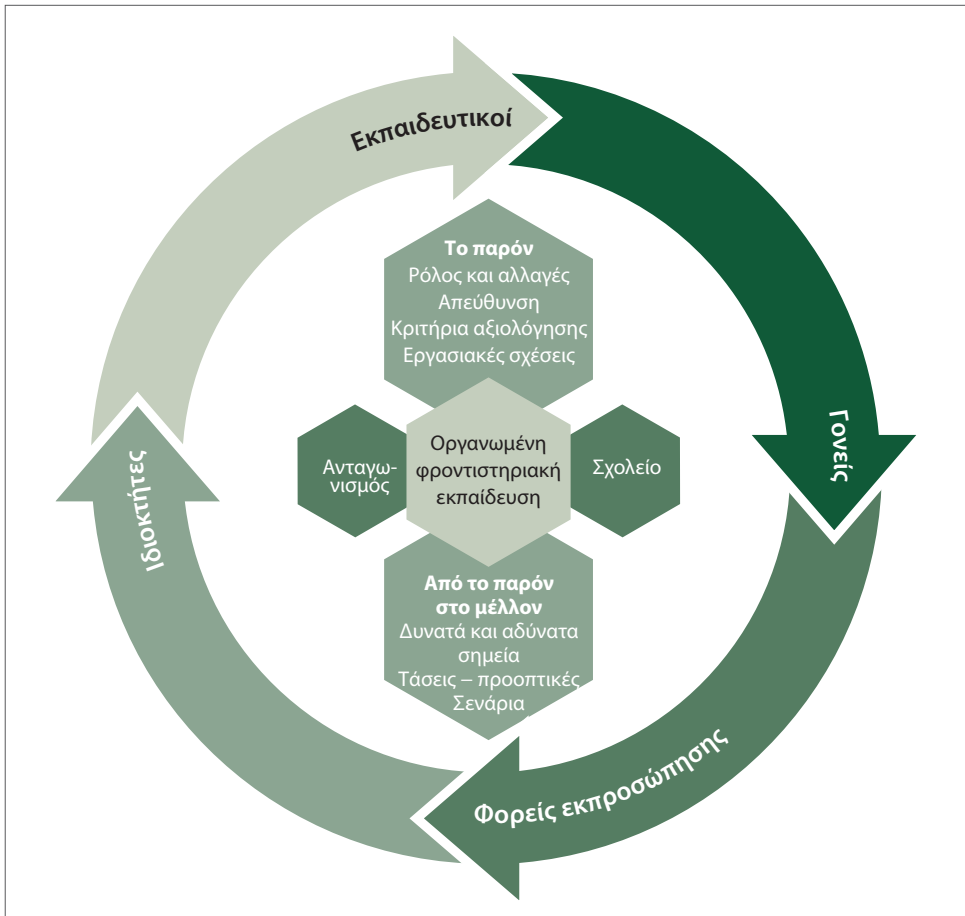 Εκπαιδευτικοί
Το παρόν
Ρόλος και αλλαγές
Απεύθυνση
Κριτήρια αξιολόγησης
Εργασιακές σχέσεις
Γονείς
Ανταγω-
νισμός
Οργανωμένη
φροντιστηριακή
εκπαίδευση
Σχολείο
Ιδιοκτήτες
Από το παρόν
στο μέλλον
Δυνατά και αδύνατα
σημεία
Τάσεις – προοπτικές
Σενάρια
Φορείς εκπροσώπησης